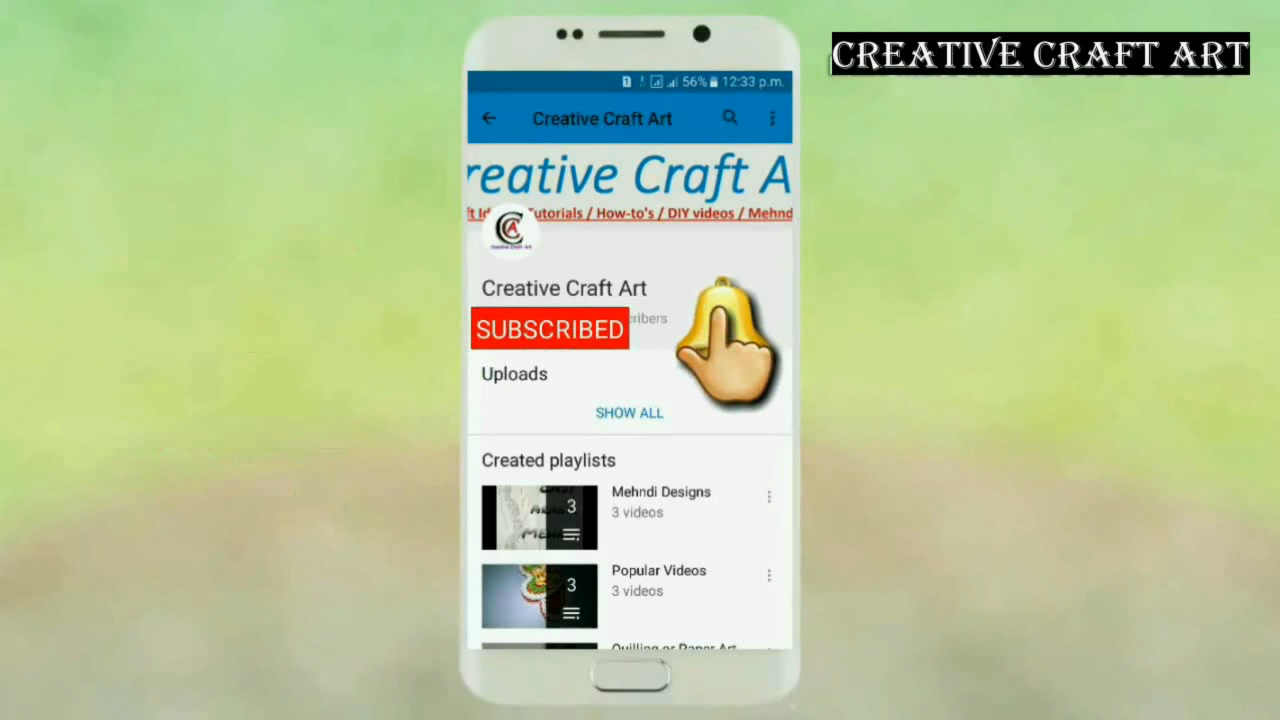 CREATIVE CRAFT ART
56% 12:33 p.m.
Creative Craft Art
reative Craft A
Tutorials / How-to's / DIY videos / Mehnd
Creative Craft Art
SUBSCRIBED
cribers
Uploads
SHOW ALL
Created playlists
3
Mehndi Designs
3 videos
3
Popular Videos
3 videos
Quilling or Paper Art